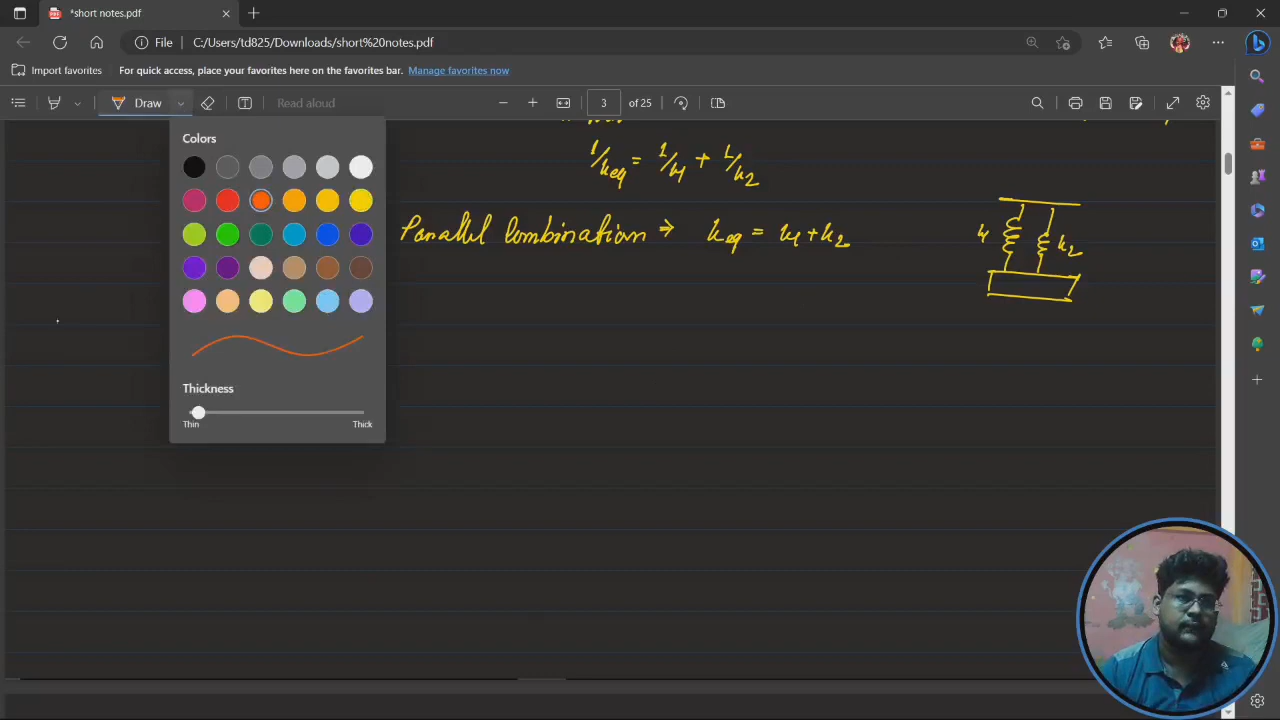 *short notes.pdf
File C:/Users/td825/Downloads/short%20notes.pdf
Import favorites For quick access, place your favorites here on the favorites bar. Manage favorites now
Draw Read aloud 3 of 25
Colors
Thickness
Thin Thick
1/keq = 1/k1 + 1/k2
Parallel Combination ⇒ keq = k1 + k2
k1 k2